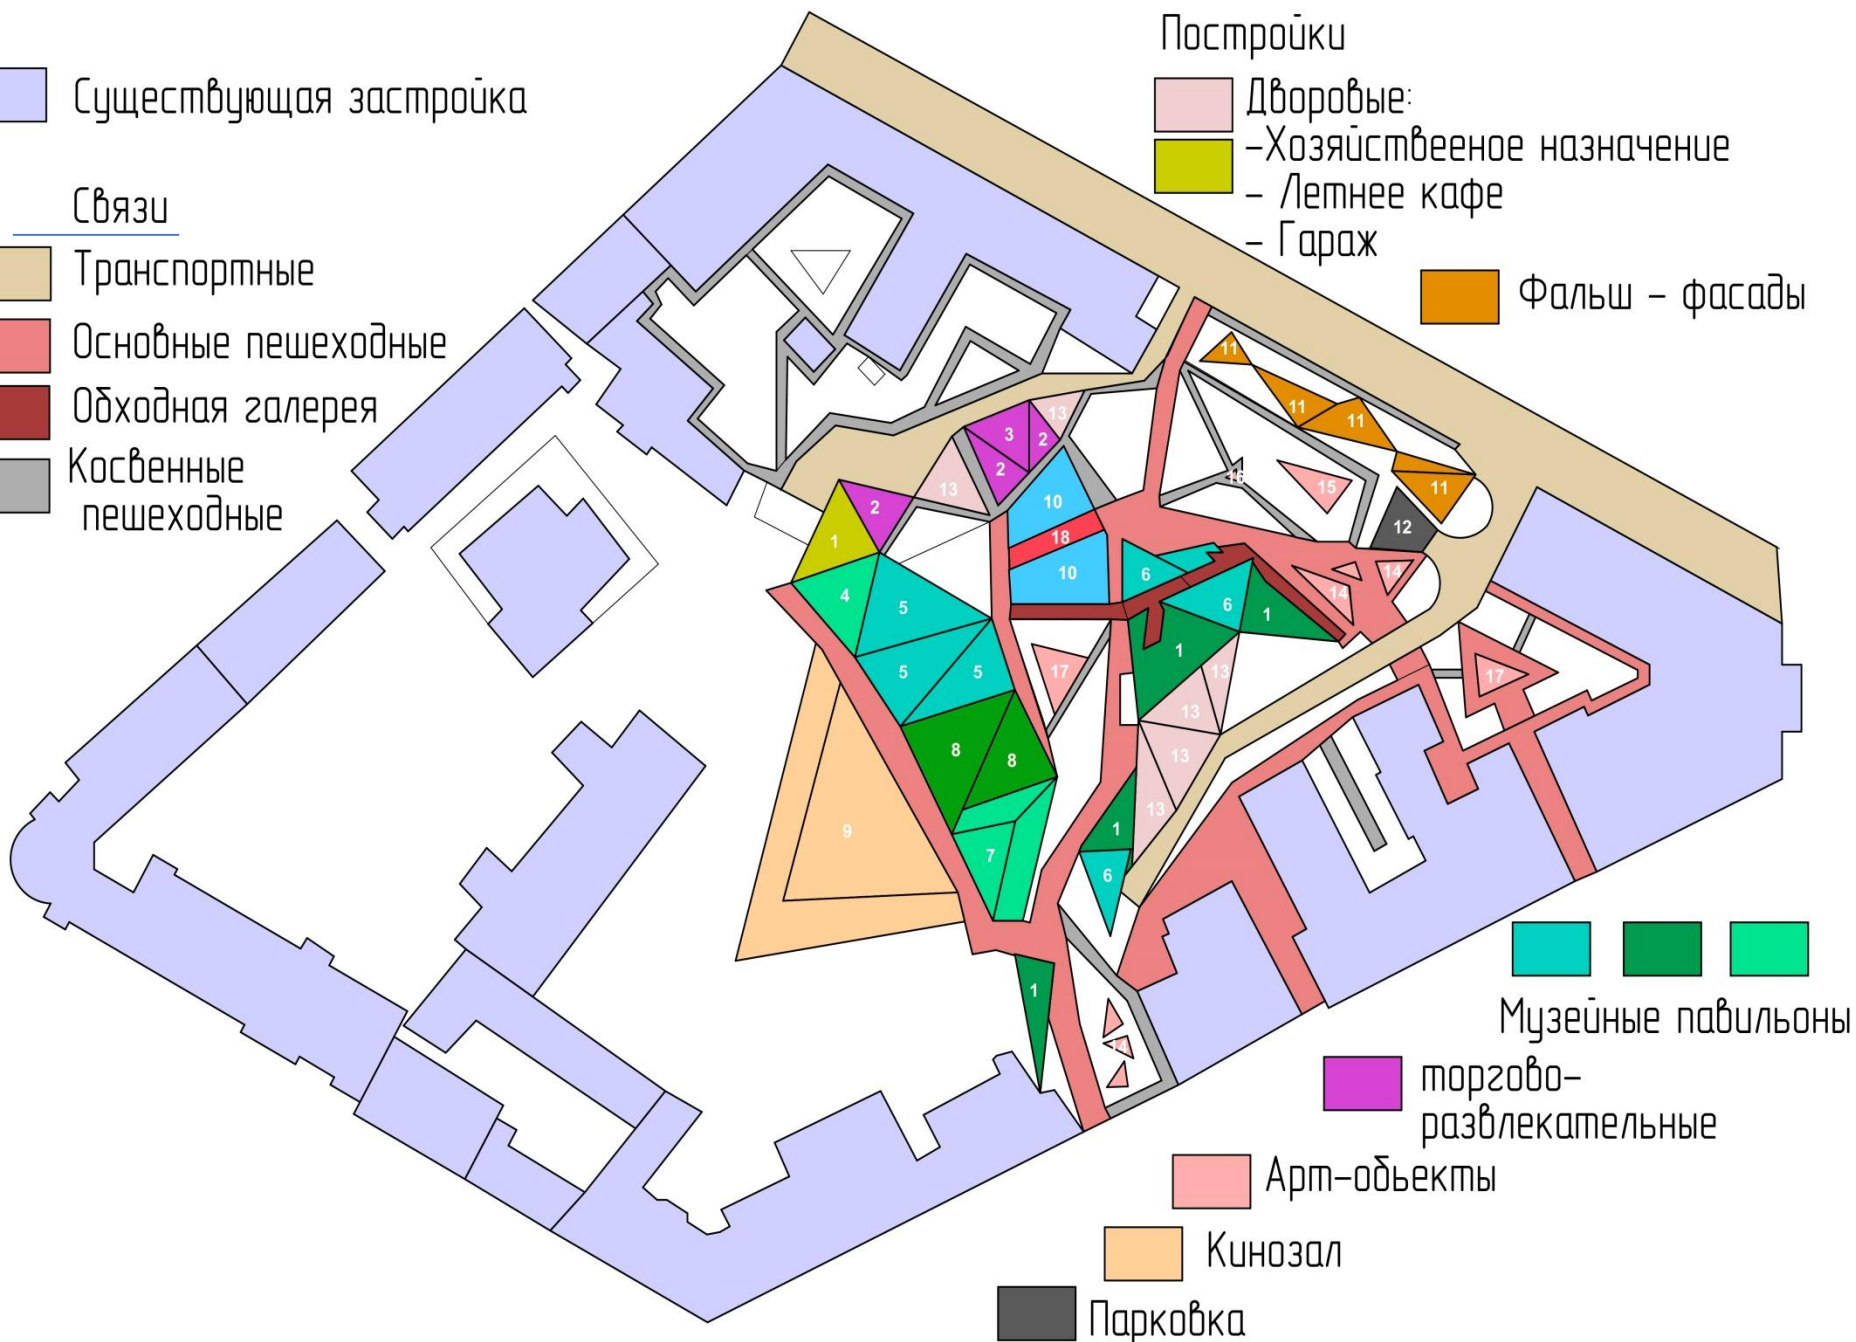 Существующая застройка
Связи
Транспортные
Основные пешеходные
Обходная галерея
Косвенные
пешеходные
Постройки
Дворовые:
-Хозяйствееное назначение
- Летнее кафе
- Гараж
Фальш - фасады
11
11
11
11
13
3
2
2
13
2
1
10
18
10
16
15
12
14
14
6
6
1
4
5
5
5
1
13
13
13
13
17
17
8
8
9
7
1
6
1
14
Музейные павильоны
торгово-
развлекательные
Арт-обьекты
Кинозал
Парковка